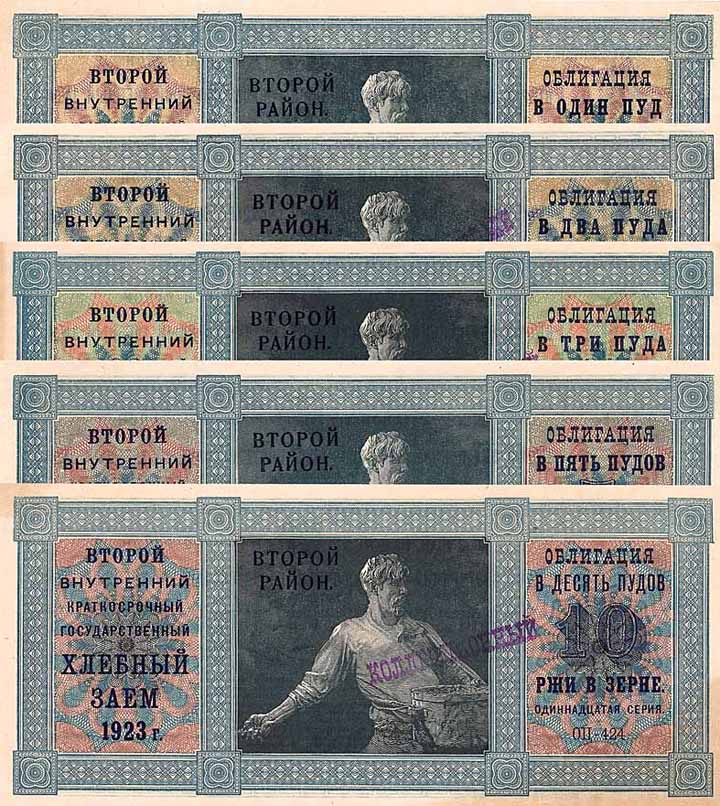 ВТОРОЙ
ВНУТРЕННИЙ
ВТОРОЙ
РАЙОН.
ОБЛИГАЦИЯ
В ОДИН ПУД
ВТОРОЙ
ВНУТРЕННИЙ
ВТОРОЙ
РАЙОН.
ОБЛИГАЦИЯ
В ДВА ПУДА
ВТОРОЙ
ВНУТРЕННИЙ
ВТОРОЙ
РАЙОН.
ОБЛИГАЦИЯ
В ТРИ ПУДА
ВТОРОЙ
ВНУТРЕННИЙ
ВТОРОЙ
РАЙОН.
ОБЛИГАЦИЯ
В ПЯТЬ ПУДОВ
ВТОРОЙ
ВНУТРЕННИЙ
КРАТКОСРОЧНЫЙ
ГОСУДАРСТВЕННЫЙ
ХЛЕБНЫЙ
ЗАЕМ
1923 г.
ВТОРОЙ
РАЙОН.
ОБЛИГАЦИЯ
В ДЕСЯТЬ ПУДОВ
10
РЖИ В ЗЕРНЕ.
ОДИННАДЦАТАЯ СЕРИЯ.
ОЦ-424